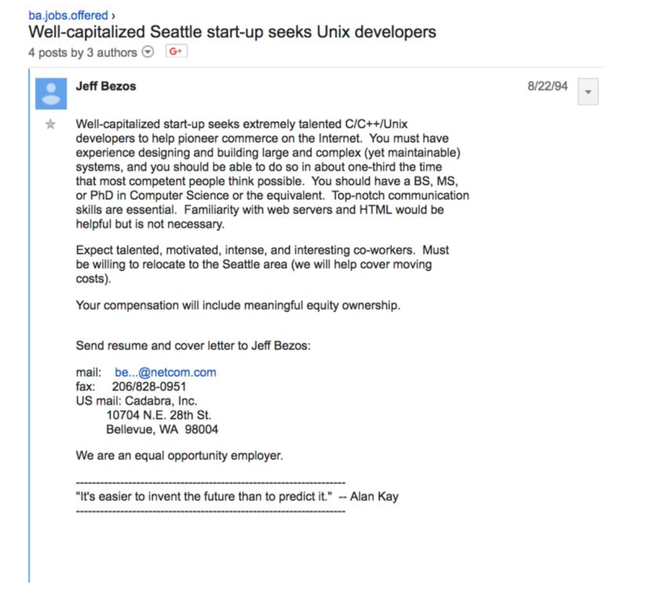 ba.jobs.offered ›
Well-capitalized Seattle start-up seeks Unix developers
4 posts by 3 authors
G+
Jeff Bezos
8/22/94
Well-capitalized start-up seeks extremely talented C/C++/Unix
developers to help pioneer commerce on the Internet. You must have
experience designing and building large and complex (yet maintainable)
systems, and you should be able to do so in about one-third the time
that most competent people think possible. You should have a BS, MS,
or PhD in Computer Science or the equivalent. Top-notch communication
skills are essential. Familiarity with web servers and HTML would be
helpful but is not necessary.
Expect talented, motivated, intense, and interesting co-workers. Must
be willing to relocate to the Seattle area (we will help cover moving
costs).
Your compensation will include meaningful equity ownership.
Send resume and cover letter to Jeff Bezos:
mail: be...@netcom.com
fax: 206/828-0951
US mail: Cadabra, Inc.
10704 N.E. 28th St.
Bellevue, WA 98004
We are an equal opportunity employer.
"It's easier to invent the future than to predict it." -- Alan Kay